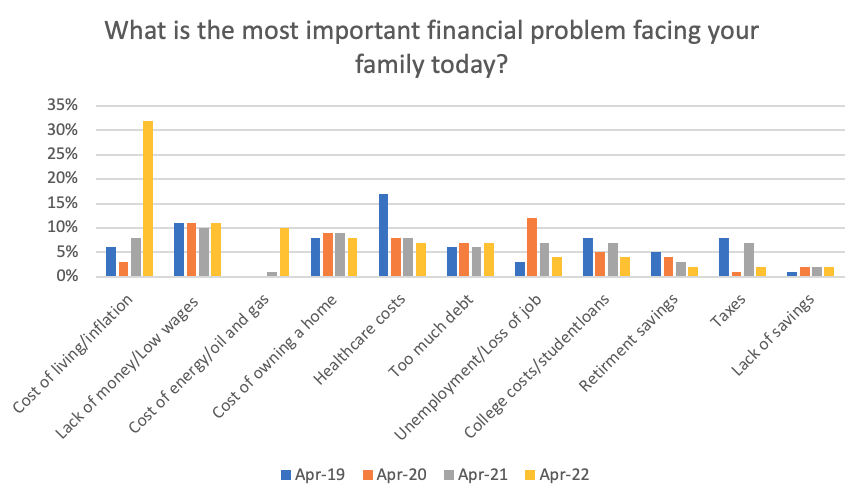 What is the most important financial problem facing your
family today?
35%
30%
25%
20%
15%
10%
5%
0%
Cost of living/inflation
Lack of money/Low wages
Cost of energy/oil and gas
Cost of owning a home
Healthcare costs
Too much debt
Unemployment/Loss of job
College costs/studentloans
Retirment savings
Taxes
Lack of savings
Apr-19 Apr-20 Apr-21 Apr-22